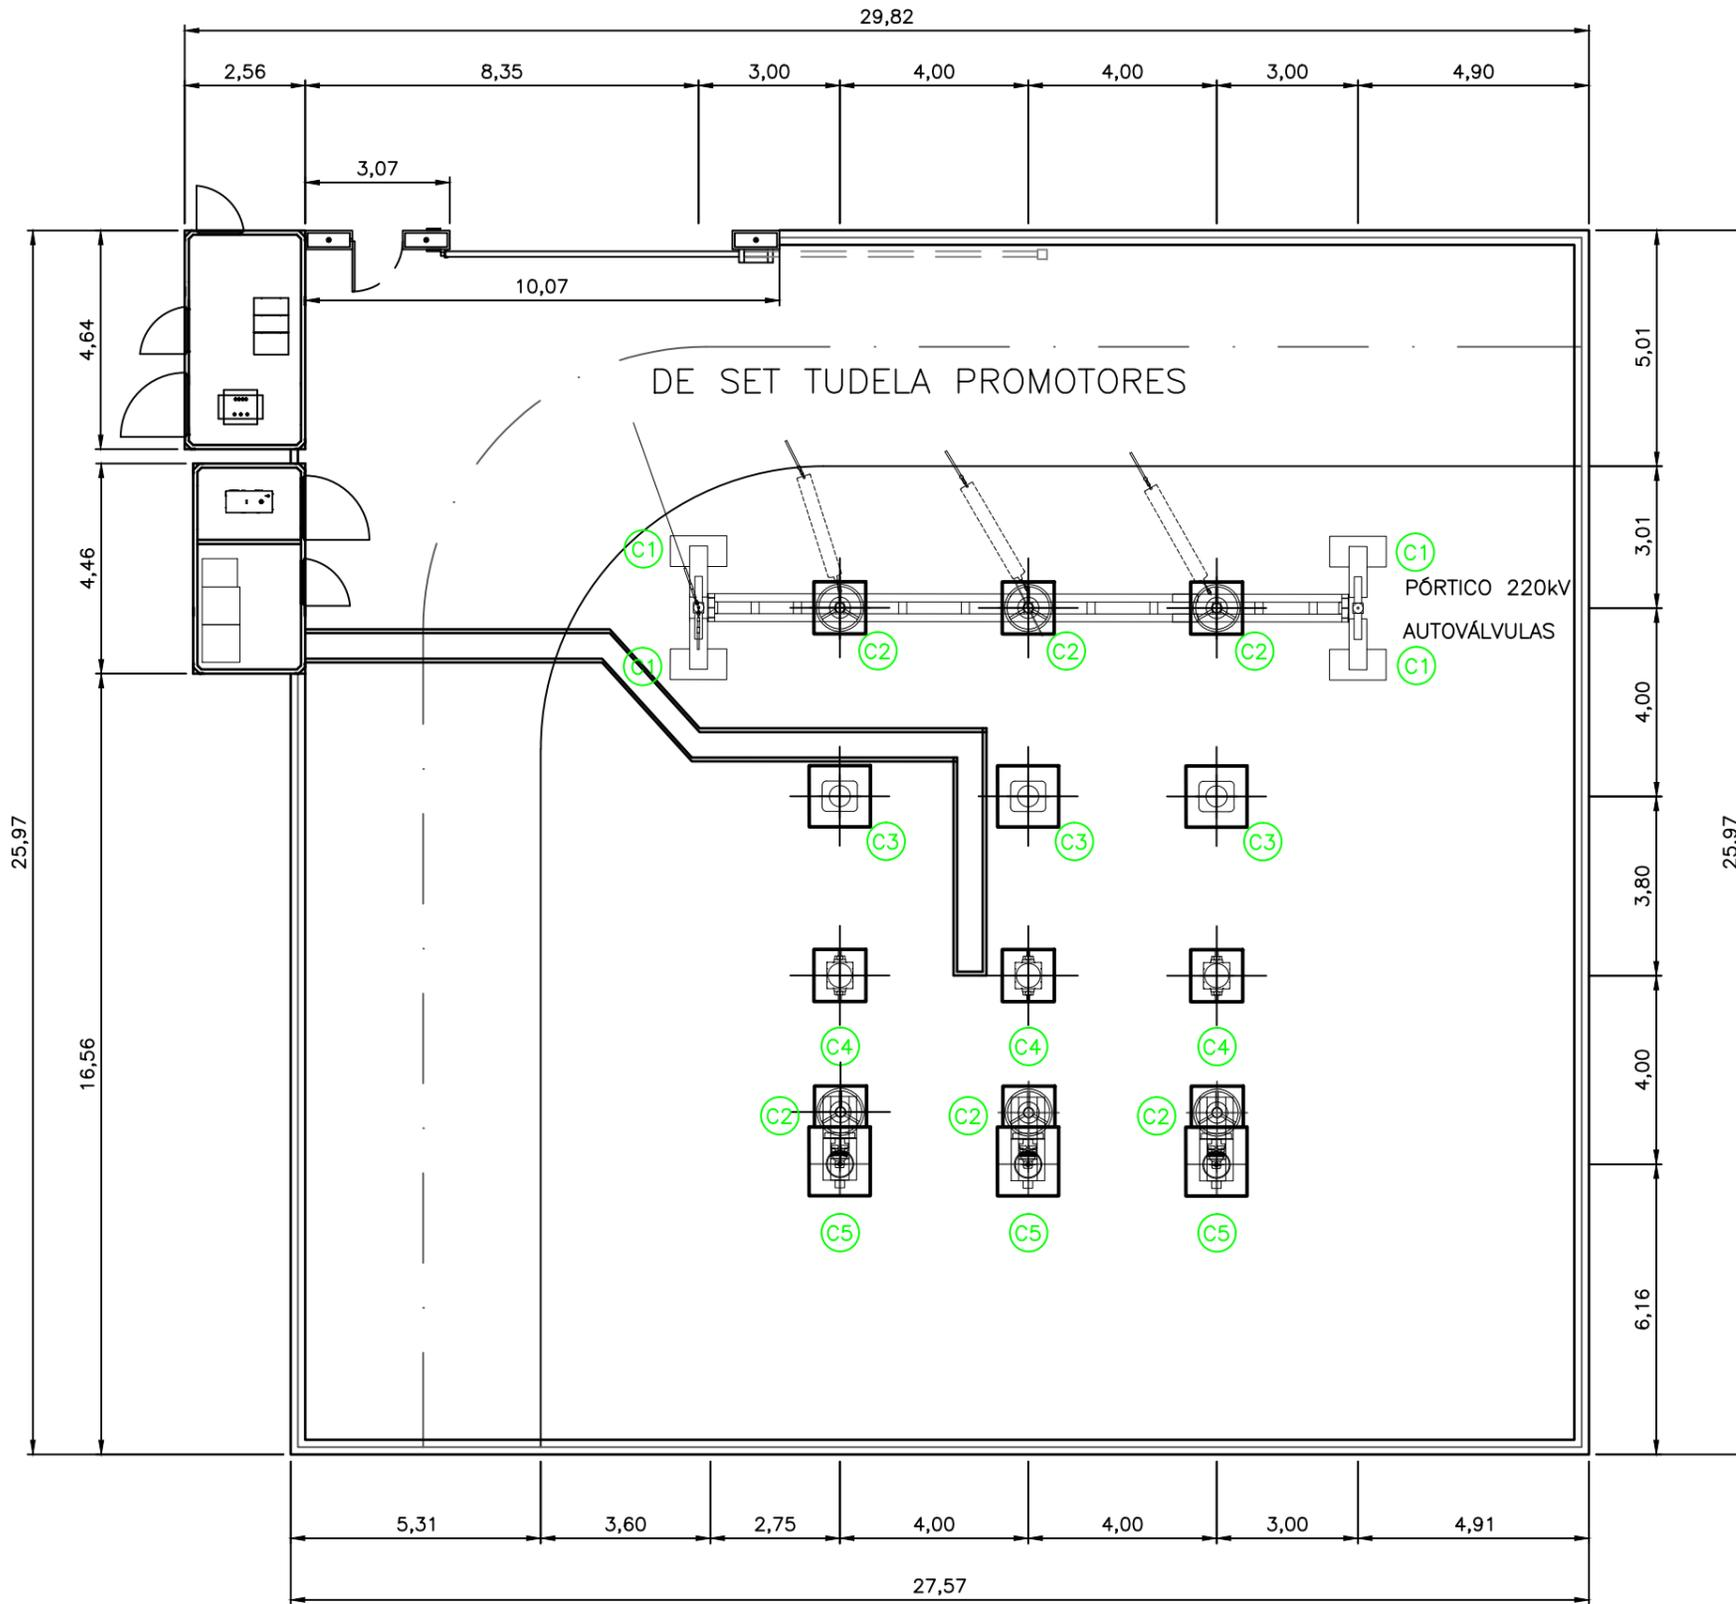 29,82
2,56 8,35 3,00 4,00 4,00 3,00 4,90
3,07
10,07
4,64
5,01
DE SET TUDELA PROMOTORES
4,46
3,01
C1 C1
PÓRTICO 220kV
AUTOVÁLVULAS
C2 C2 C2
C1 C1
4,00
25,97
25,97
C3 C3 C3
3,80
16,56
C4 C4 C4
4,00
C2 C2 C2
C5 C5 C5
6,16
5,31 3,60 2,75 4,00 4,00 3,00 4,91
27,57